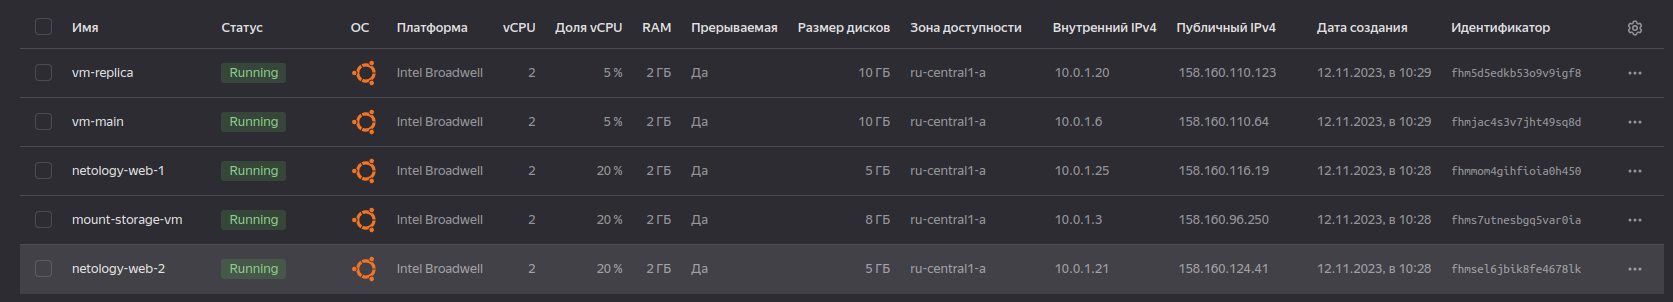 Имя Статус ОС Платформа vCPU Доля vCPU RAM Прерываемая Размер дисков Зона доступности Внутренний IPv4 Публичный IPv4 Дата создания Идентификатор
vm-replica Running Intel Broadwell 2 5 % 2 ГБ Да 10 ГБ ru-central1-a 10.0.1.20 158.160.110.123 12.11.2023, в 10:29 fhm5d5edkb53o9v9igf8
vm-main Running Intel Broadwell 2 5 % 2 ГБ Да 10 ГБ ru-central1-a 10.0.1.6 158.160.110.64 12.11.2023, в 10:29 fhmjac4s3v7jht49sq8d
netology-web-1 Running Intel Broadwell 2 20 % 2 ГБ Да 5 ГБ ru-central1-a 10.0.1.25 158.160.116.19 12.11.2023, в 10:28 fhmmom4gihfioia0h450
mount-storage-vm Running Intel Broadwell 2 20 % 2 ГБ Да 8 ГБ ru-central1-a 10.0.1.3 158.160.96.250 12.11.2023, в 10:28 fhms7utnesbgq5var0ia
netology-web-2 Running Intel Broadwell 2 20 % 2 ГБ Да 5 ГБ ru-central1-a 10.0.1.21 158.160.124.41 12.11.2023, в 10:28 fhmsel6jbik8fe4678lk